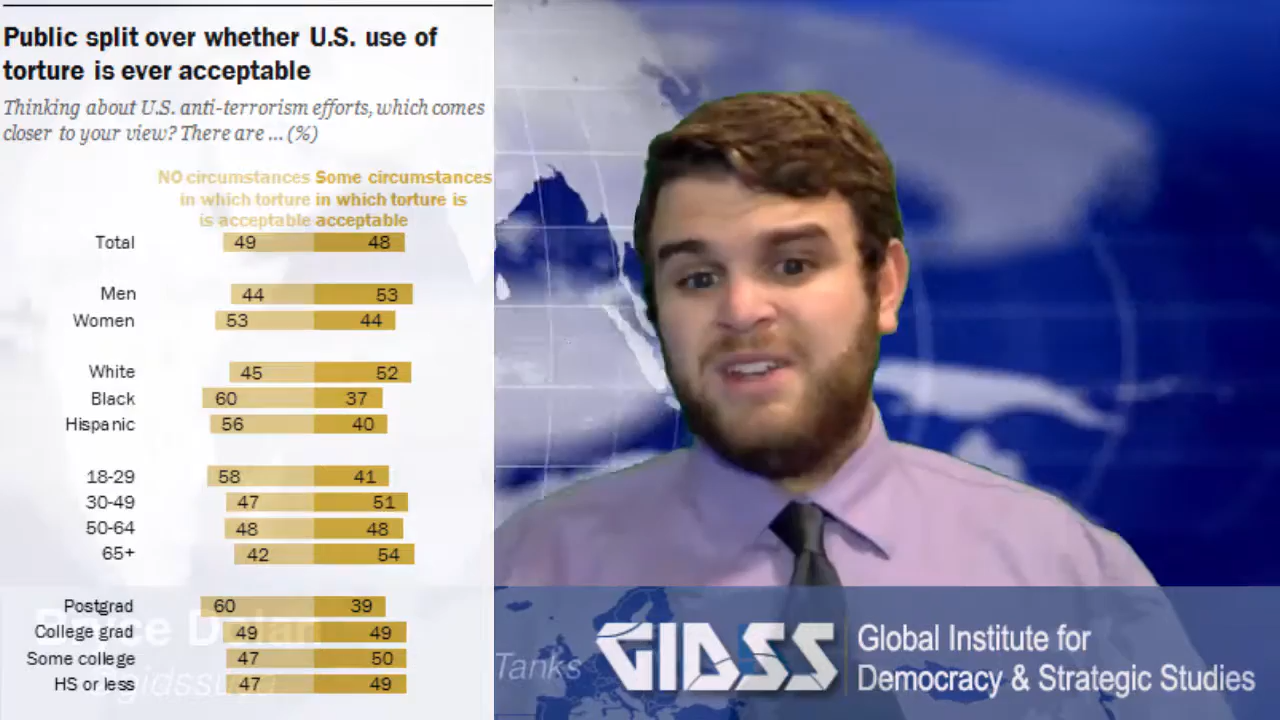 Public split over whether U.S. use of
torture is ever acceptable
Thinking about U.S. anti-terrorism efforts, which comes
closer to your view? There are ... (%)
NO circumstances Some circumstances
in which torture in which torture is
is acceptable acceptable
Total 49 48
Men 44 53
Women 53 44
White 45 52
Black 60 37
Hispanic 56 40
18-29 58 41
30-49 47 51
50-64 48 48
65+ 42 54
Postgrad 60 39
College grad 49 49
Some college 47 50
HS or less 47 49
Tanks
GIDSS
Global Institute for
Democracy & Strategic Studies